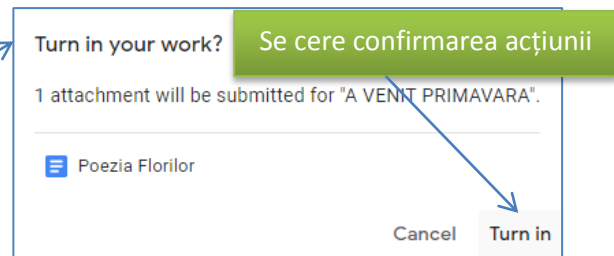 Turn in your work?
Se cere confirmarea acțiunii
1 attachment will be submitted for "A VENIT PRIMAVARA".
Poezia Florilor
Cancel Turn in